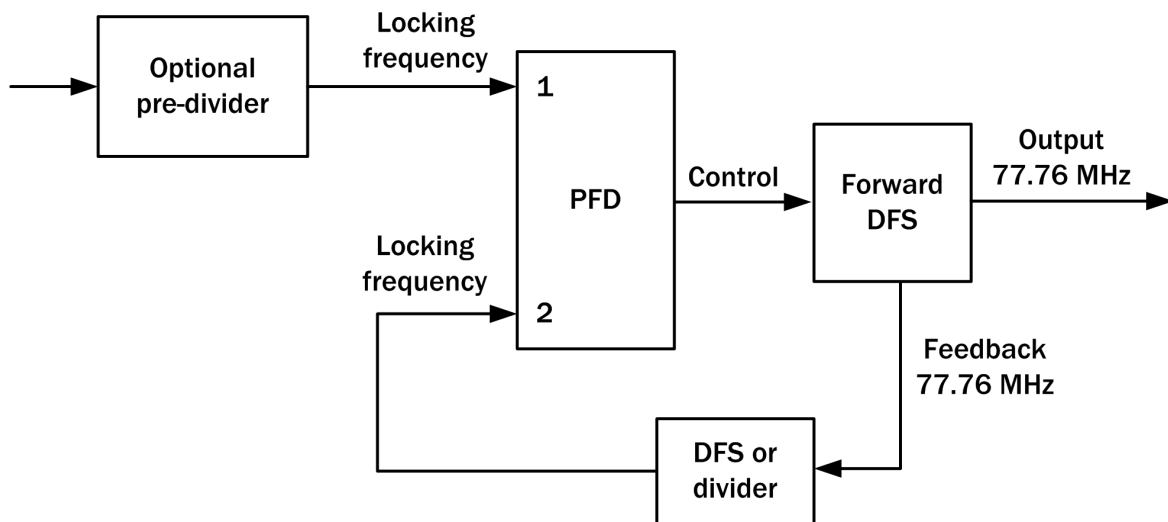 Optional
pre-divider
Locking
frequency
1
PFD
Locking
frequency
2
Control
Forward
DFS
Output
77.76 MHz
Feedback
77.76 MHz
DFS or
divider